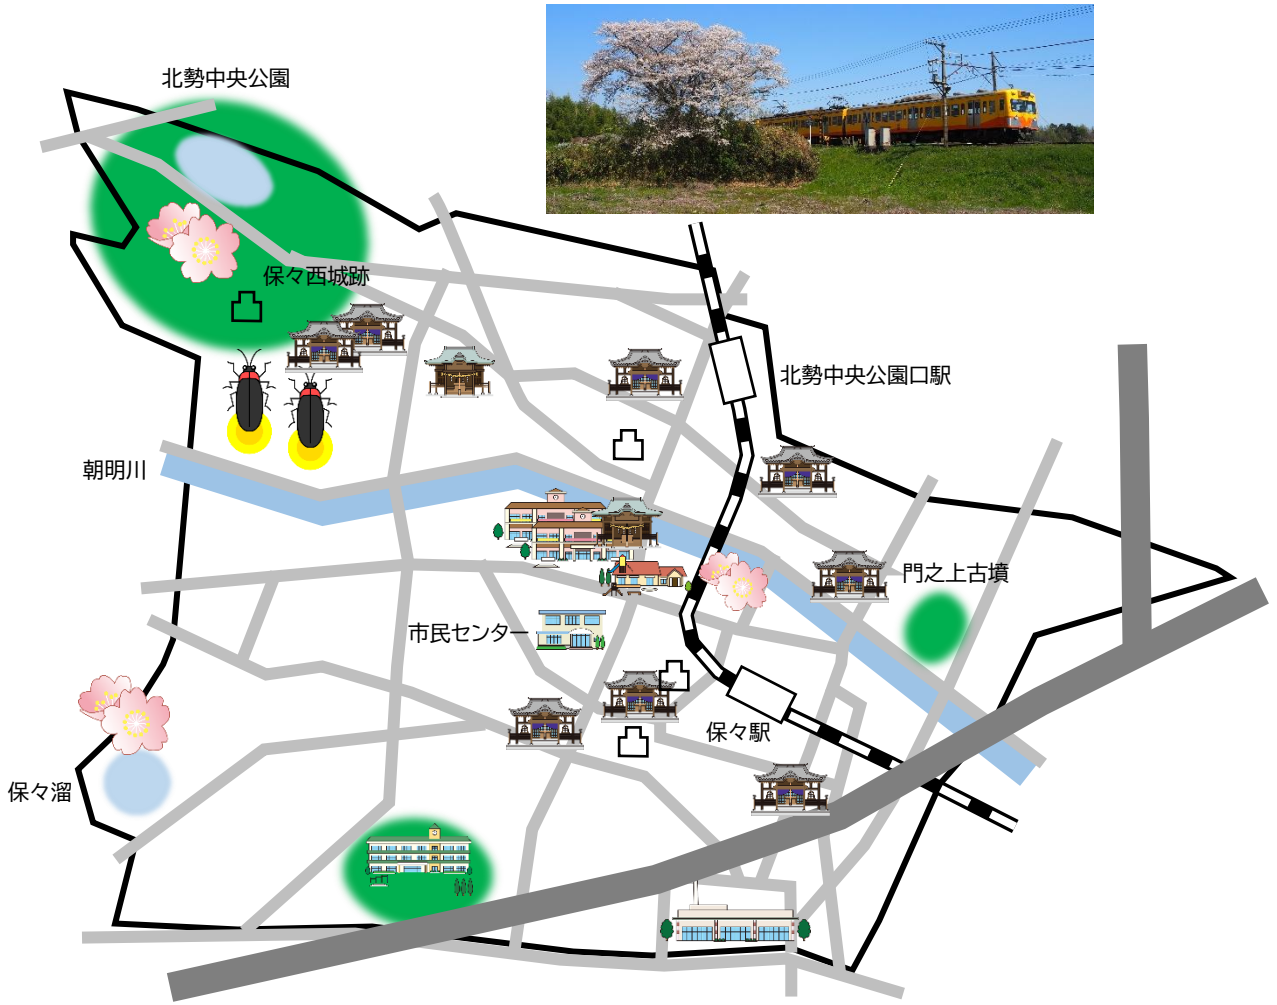 北勢中央公園
保々西城跡
北勢中央公園口駅
朝明川
門之上古墳
市民センター
保々駅
保々溜